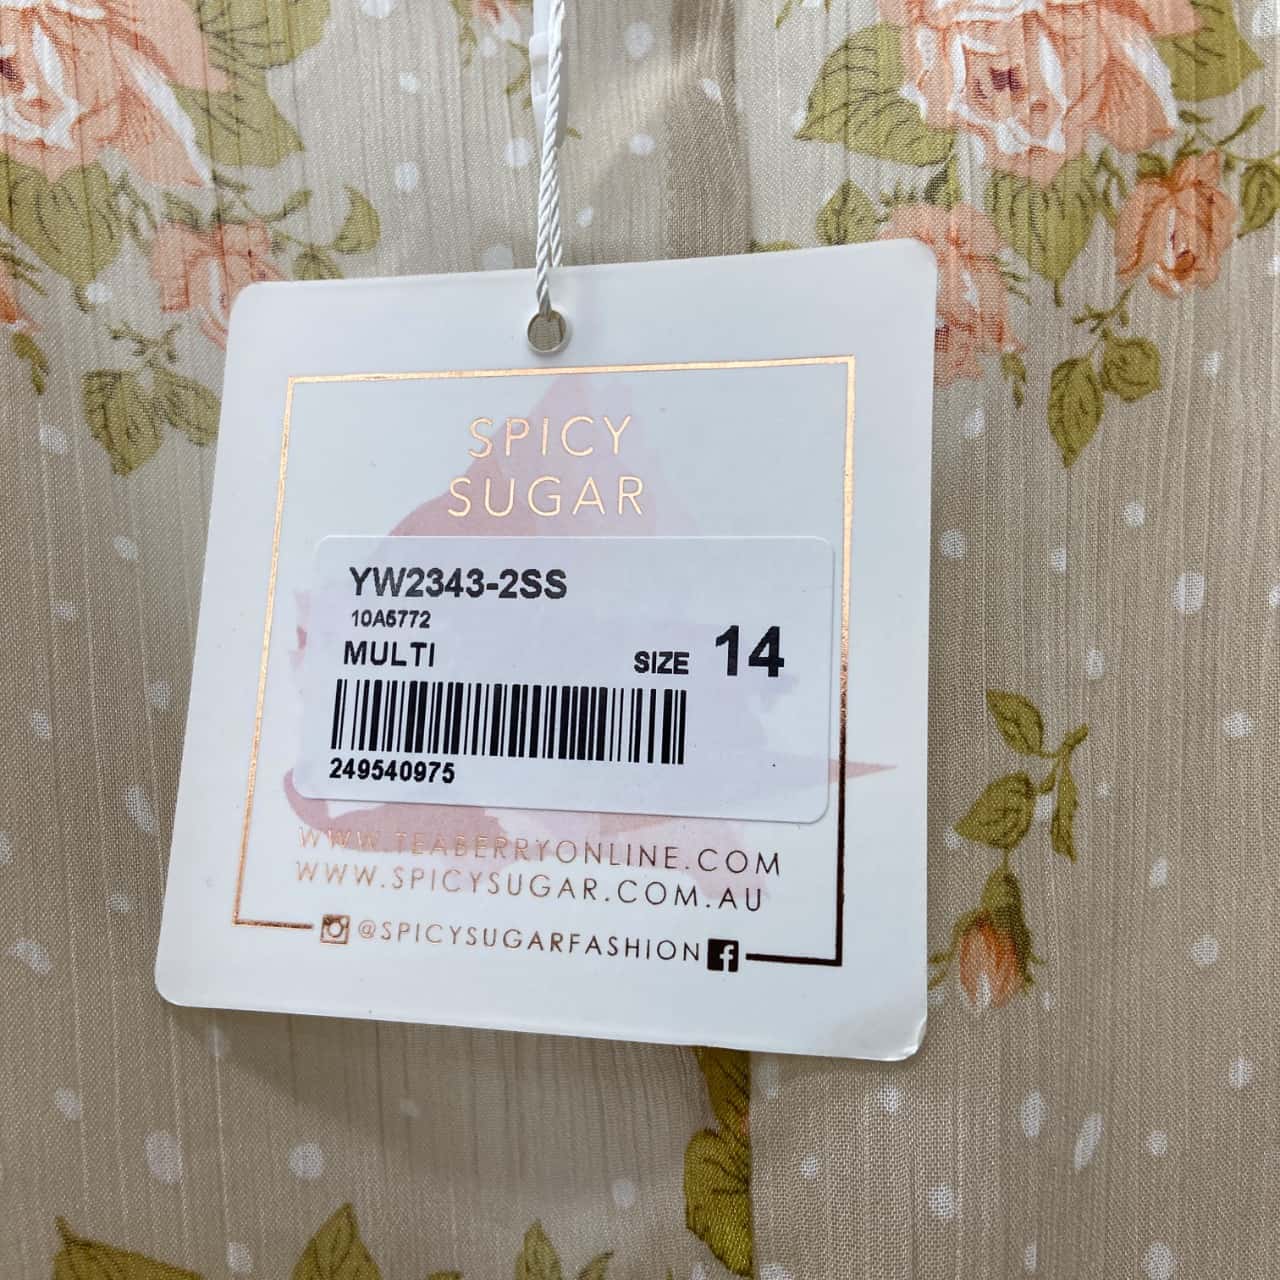 SPICY
SUGAR
YW2343-2SS
10A5772
MULTI
SIZE 14
249540975
WWW.TEABERRYONLINE.COM
WWW.SPICYSUGAR.COM.AU
@SPICYSUGARFASHION